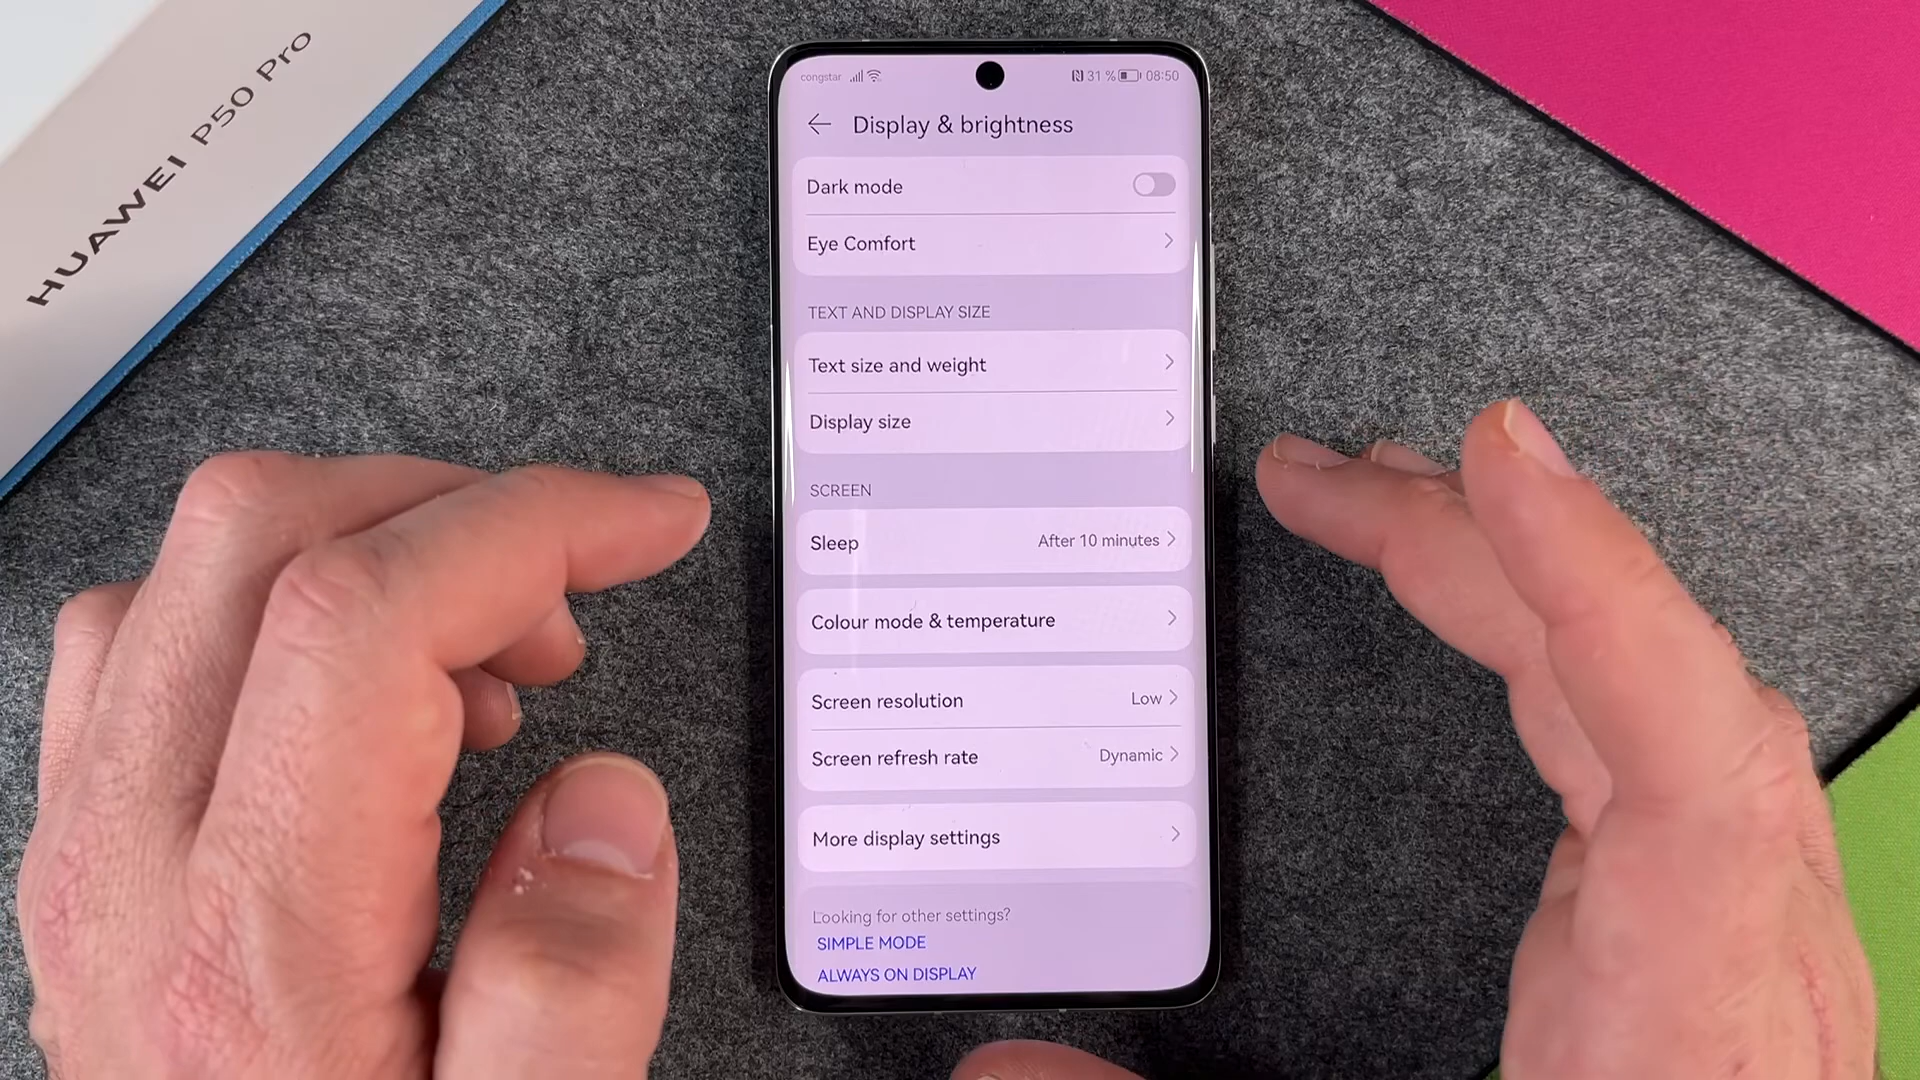 HUAWEI P50 Pro
congstar 31 % 08:50
Display & brightness
Dark mode
Eye Comfort
TEXT AND DISPLAY SIZE
Text size and weight
Display size
SCREEN
Sleep After 10 minutes
Colour mode & temperature
Screen resolution Low
Screen refresh rate Dynamic
More display settings
Looking for other settings?
SIMPLE MODE
ALWAYS ON DISPLAY